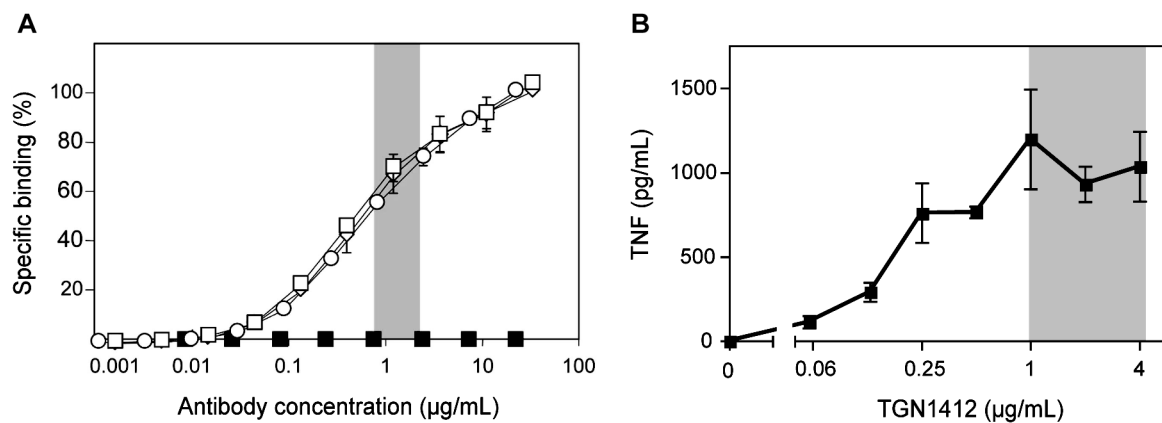 A
Specific binding (%)
100
80
60
40
20
0.001 0.01 0.1 1 10 100
Antibody concentration (µg/mL)
B
TNF (pg/mL)
1500
1000
500
0
0 0.06 0.25 1 4
TGN1412 (µg/mL)